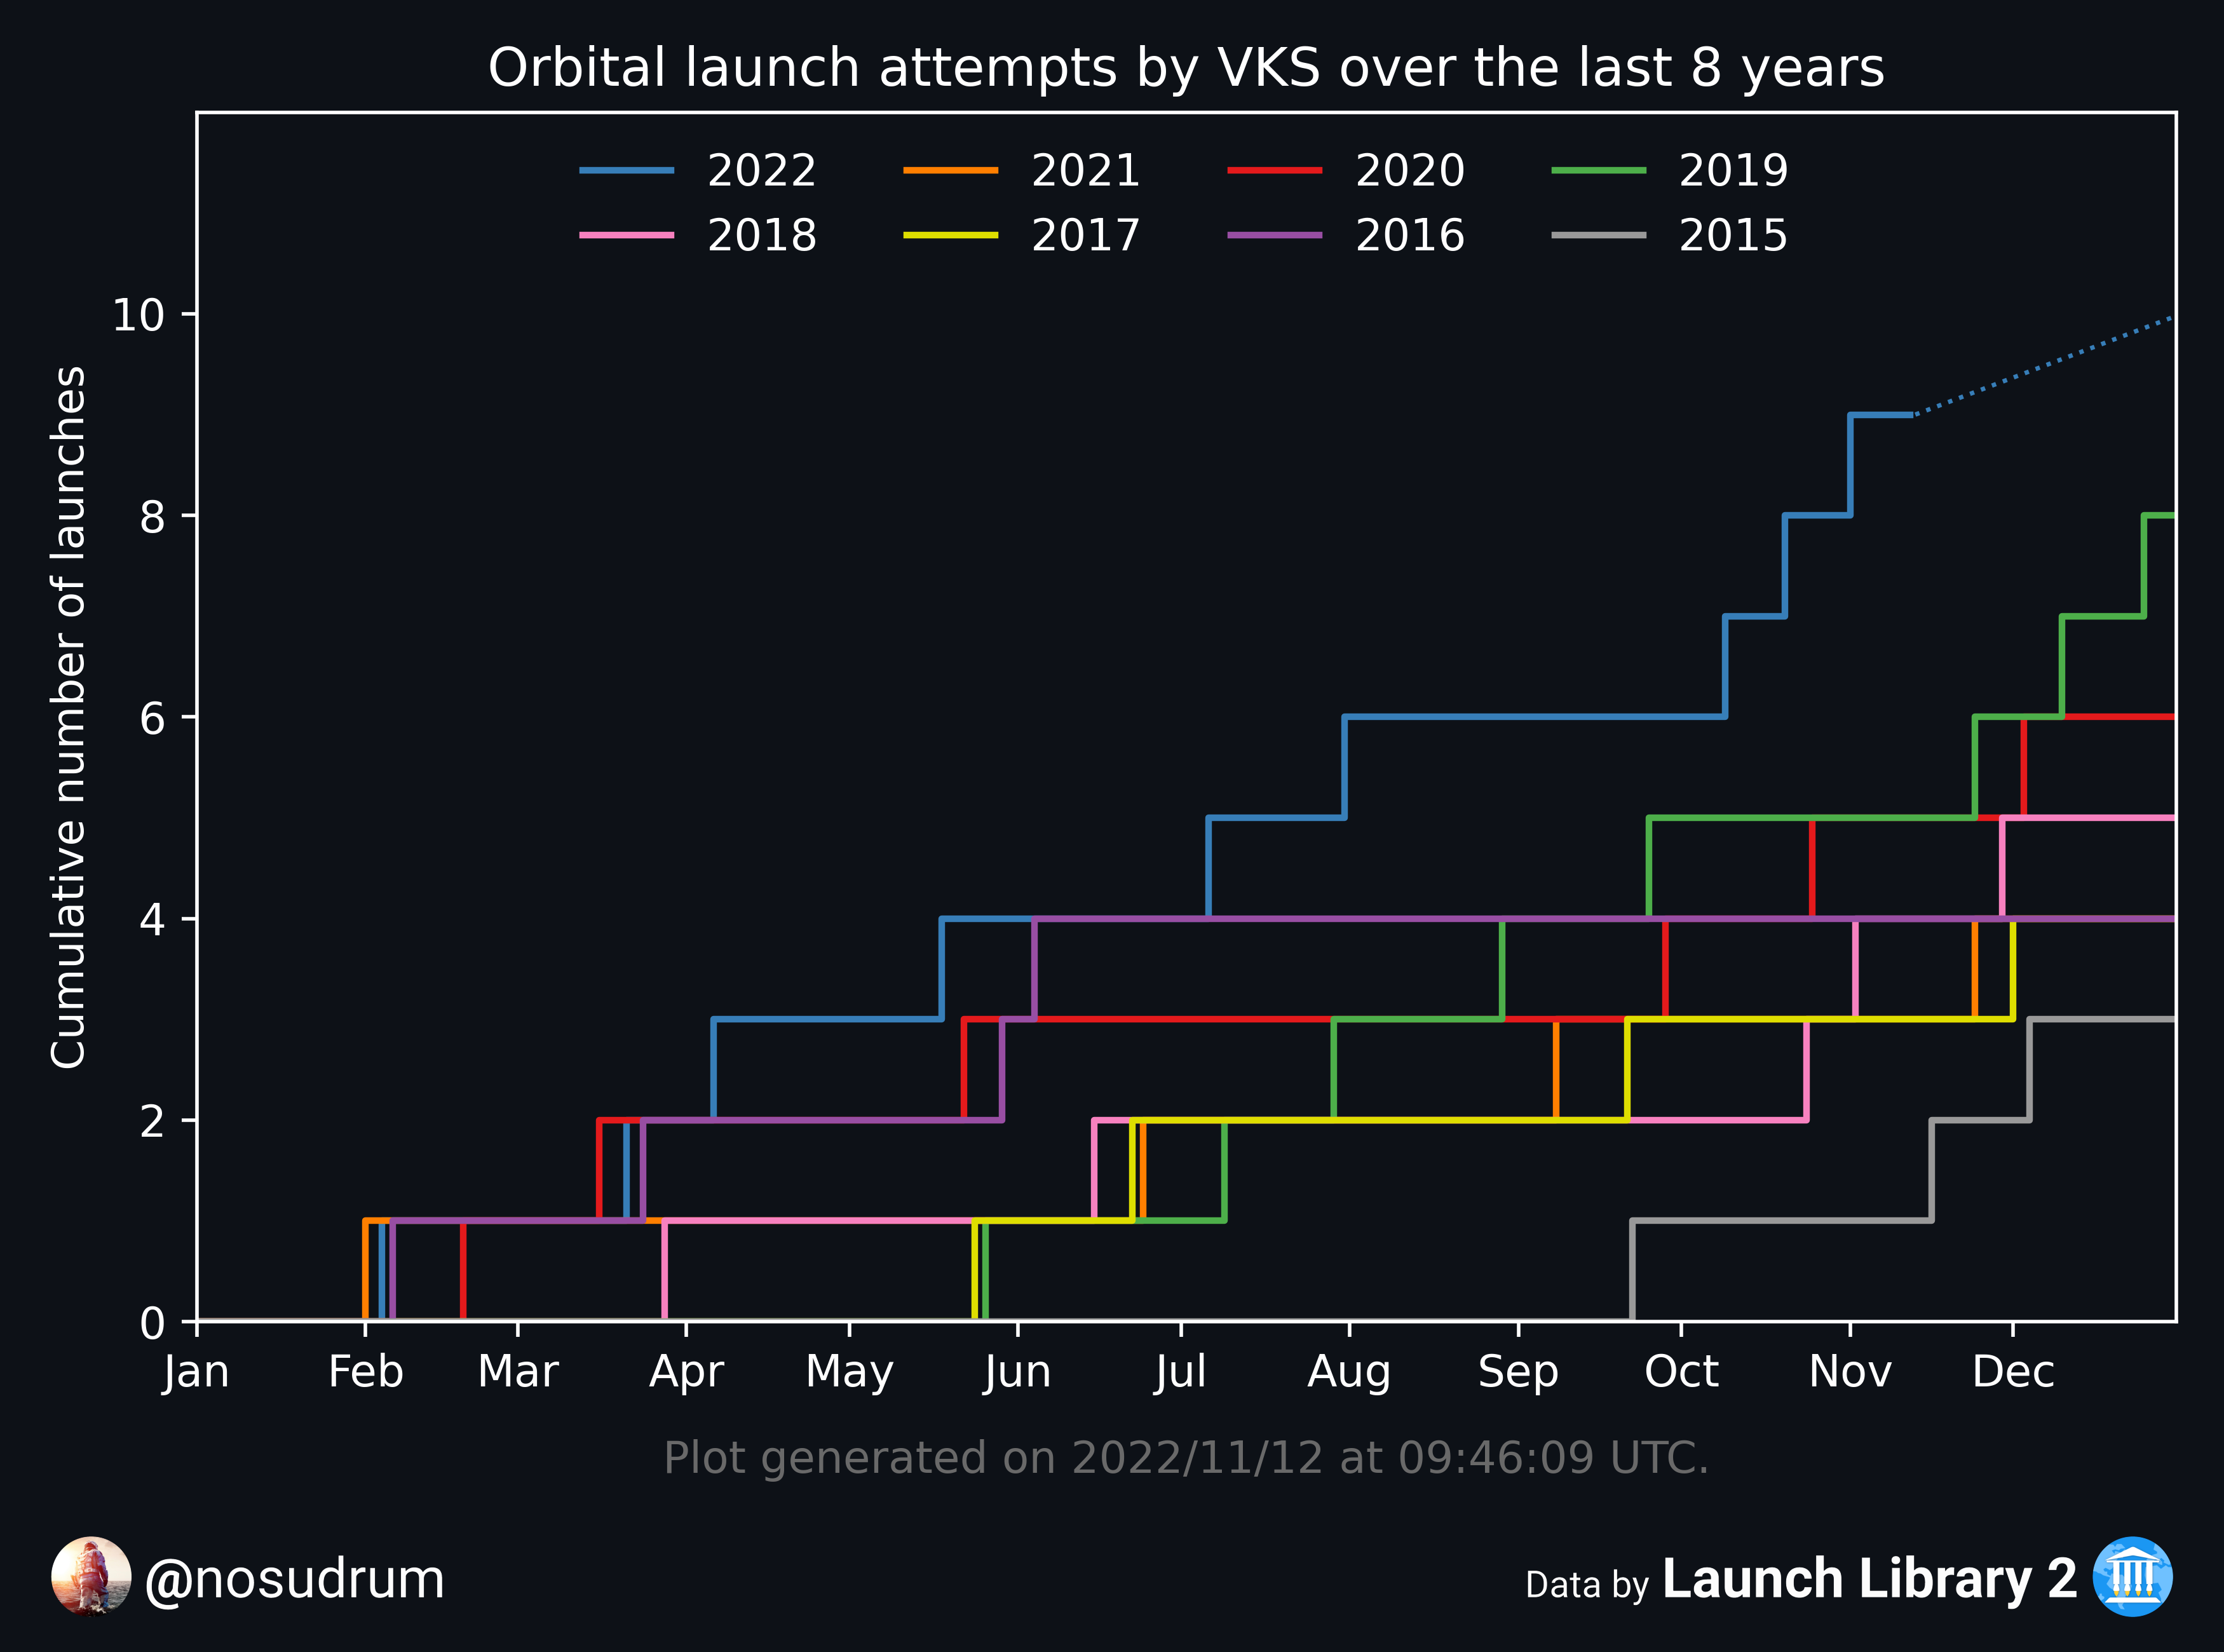 Orbital launch attempts by VKS over the last 8 years
2022 2021 2020 2019
2018 2017 2016 2015
Cumulative number of launches
10
8
6
4
2
0
Jan Feb Mar Apr May Jun Jul Aug Sep Oct Nov Dec
Plot generated on 2022/11/12 at 09:46:09 UTC.
@nosudrum
Data by Launch Library 2